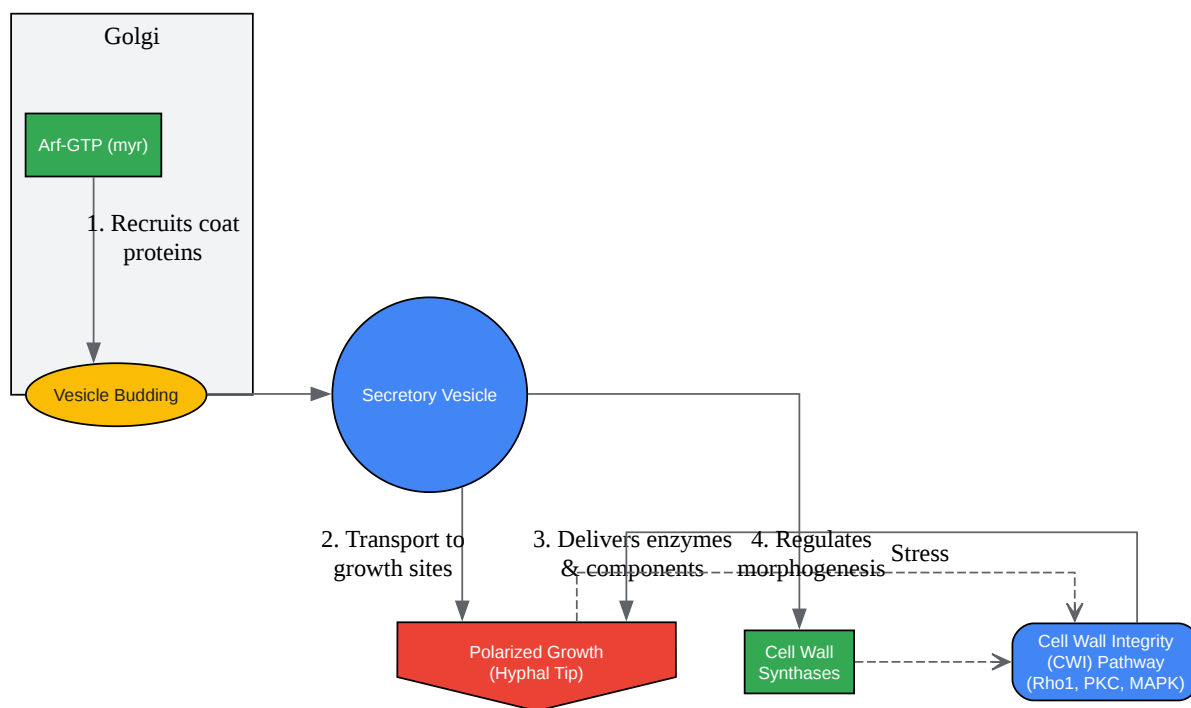 Golgi
Arf-GTP (myr)
1. Recruits coat
proteins
Vesicle Budding
Secretory Vesicle
2. Transport to
growth sites
3. Delivers enzymes
& components
4. Regulates
morphogenesis
Stress
Polarized Growth
(Hyphal Tip)
Cell Wall
Synthases
Cell Wall Integrity
(CWI) Pathway
(Rho1, PKC, MAPK)